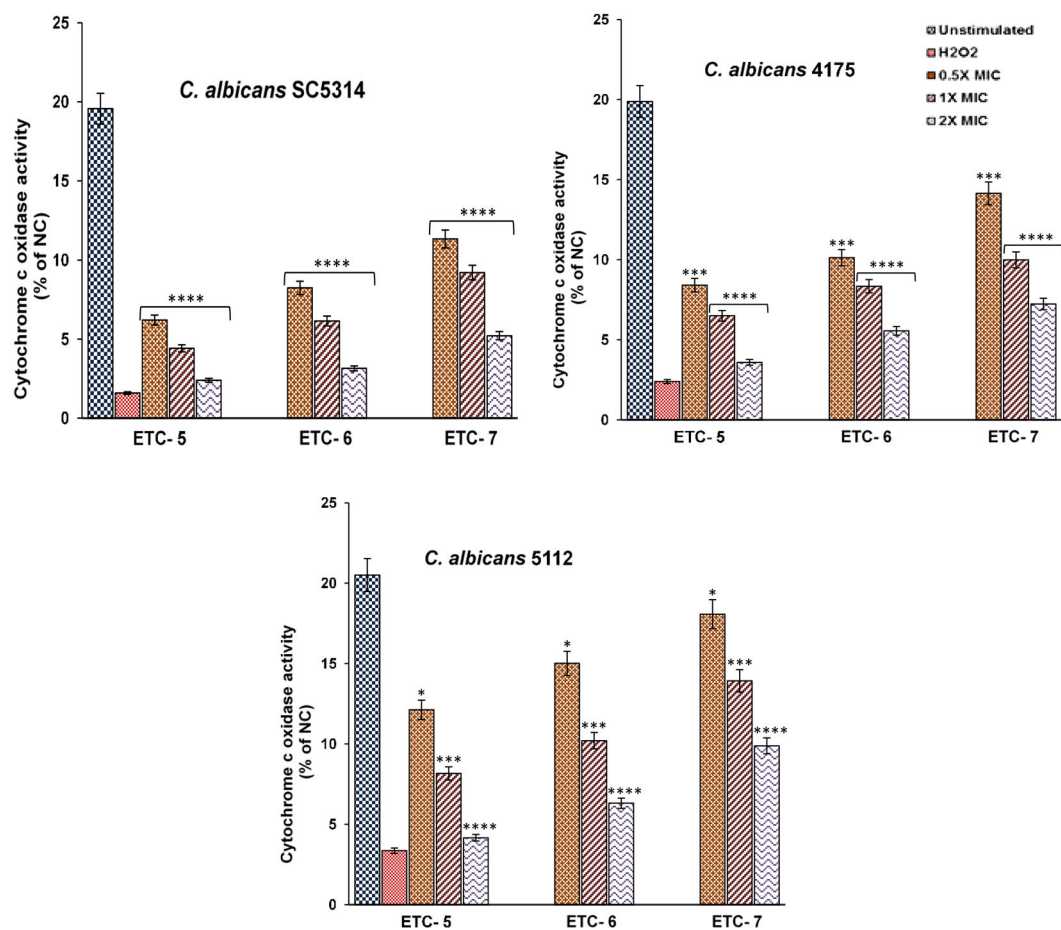 C. albicans SC5314
Cytochrome c oxidase activity
(% of NC)
25
20
15
10
5
0
****
****
****
ETC- 5
ETC- 6
ETC- 7
C. albicans 4175
Unstimulated
H2O2
0.5X MIC
1X MIC
2X MIC
Cytochrome c oxidase activity
(% of NC)
25
20
15
10
5
0
***
****
***
****
***
****
ETC- 5
ETC- 6
ETC- 7
C. albicans 5112
Cytochrome c oxidase activity
(% of NC)
25
20
15
10
5
0
*
***
****
*
***
****
*
***
****
ETC- 5
ETC- 6
ETC- 7